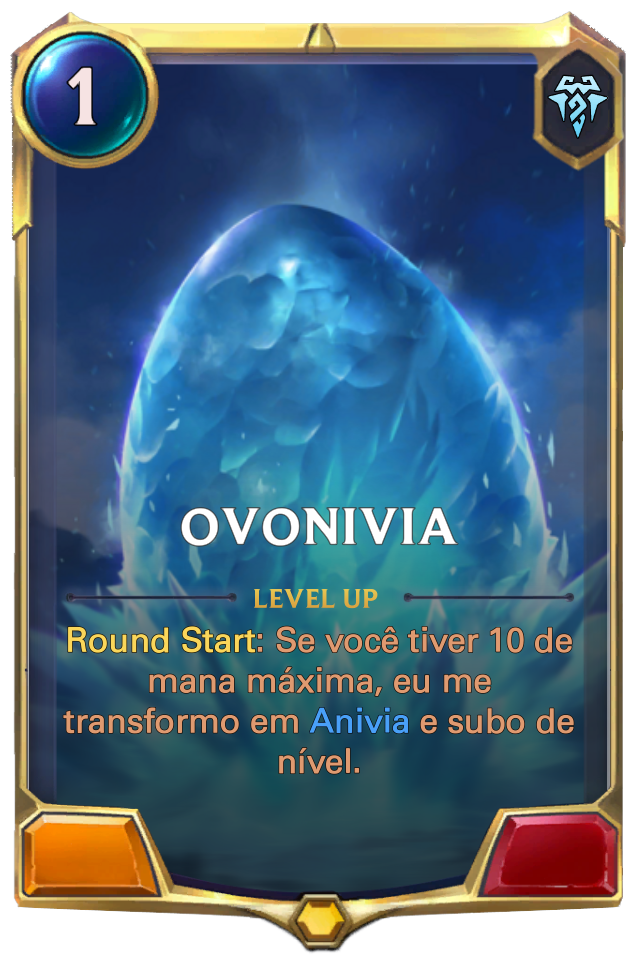 1
OVONIVIA
LEVEL UP
Round Start: Se você tiver 10 de
mana máxima, eu me
transformo em Anivia e subo de
nível.